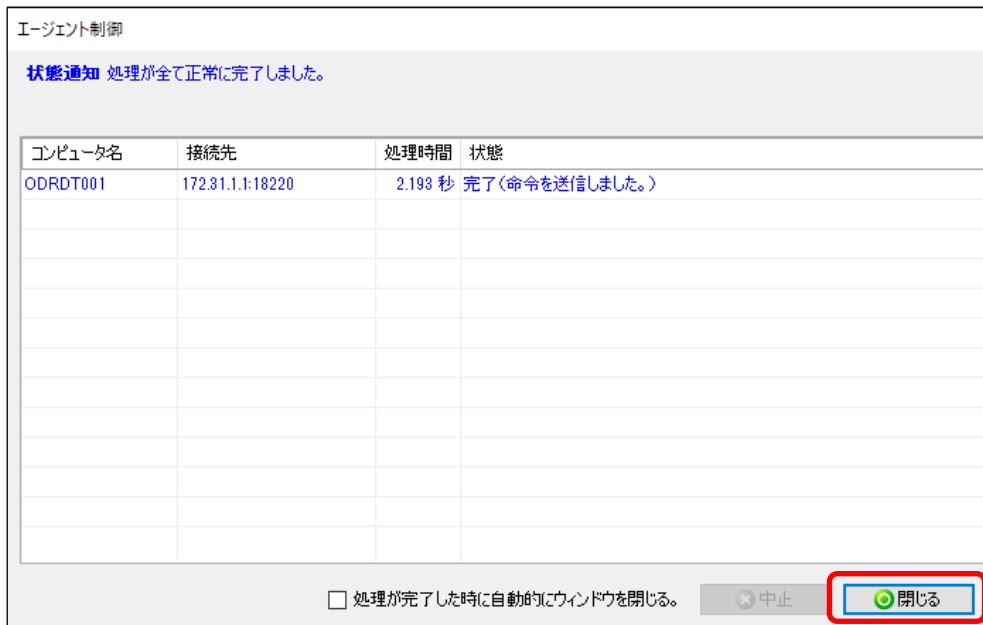 エージェント制御
状態通知 処理が全て正常に完了しました。
コンピュータ名 接続先 処理時間 状態
ODRDT001 172.31.1.1:18220 2.193 秒 完了(命令を送信しました。)
処理が完了した時に自動的にウィンドウを閉じる。 中止 閉じる